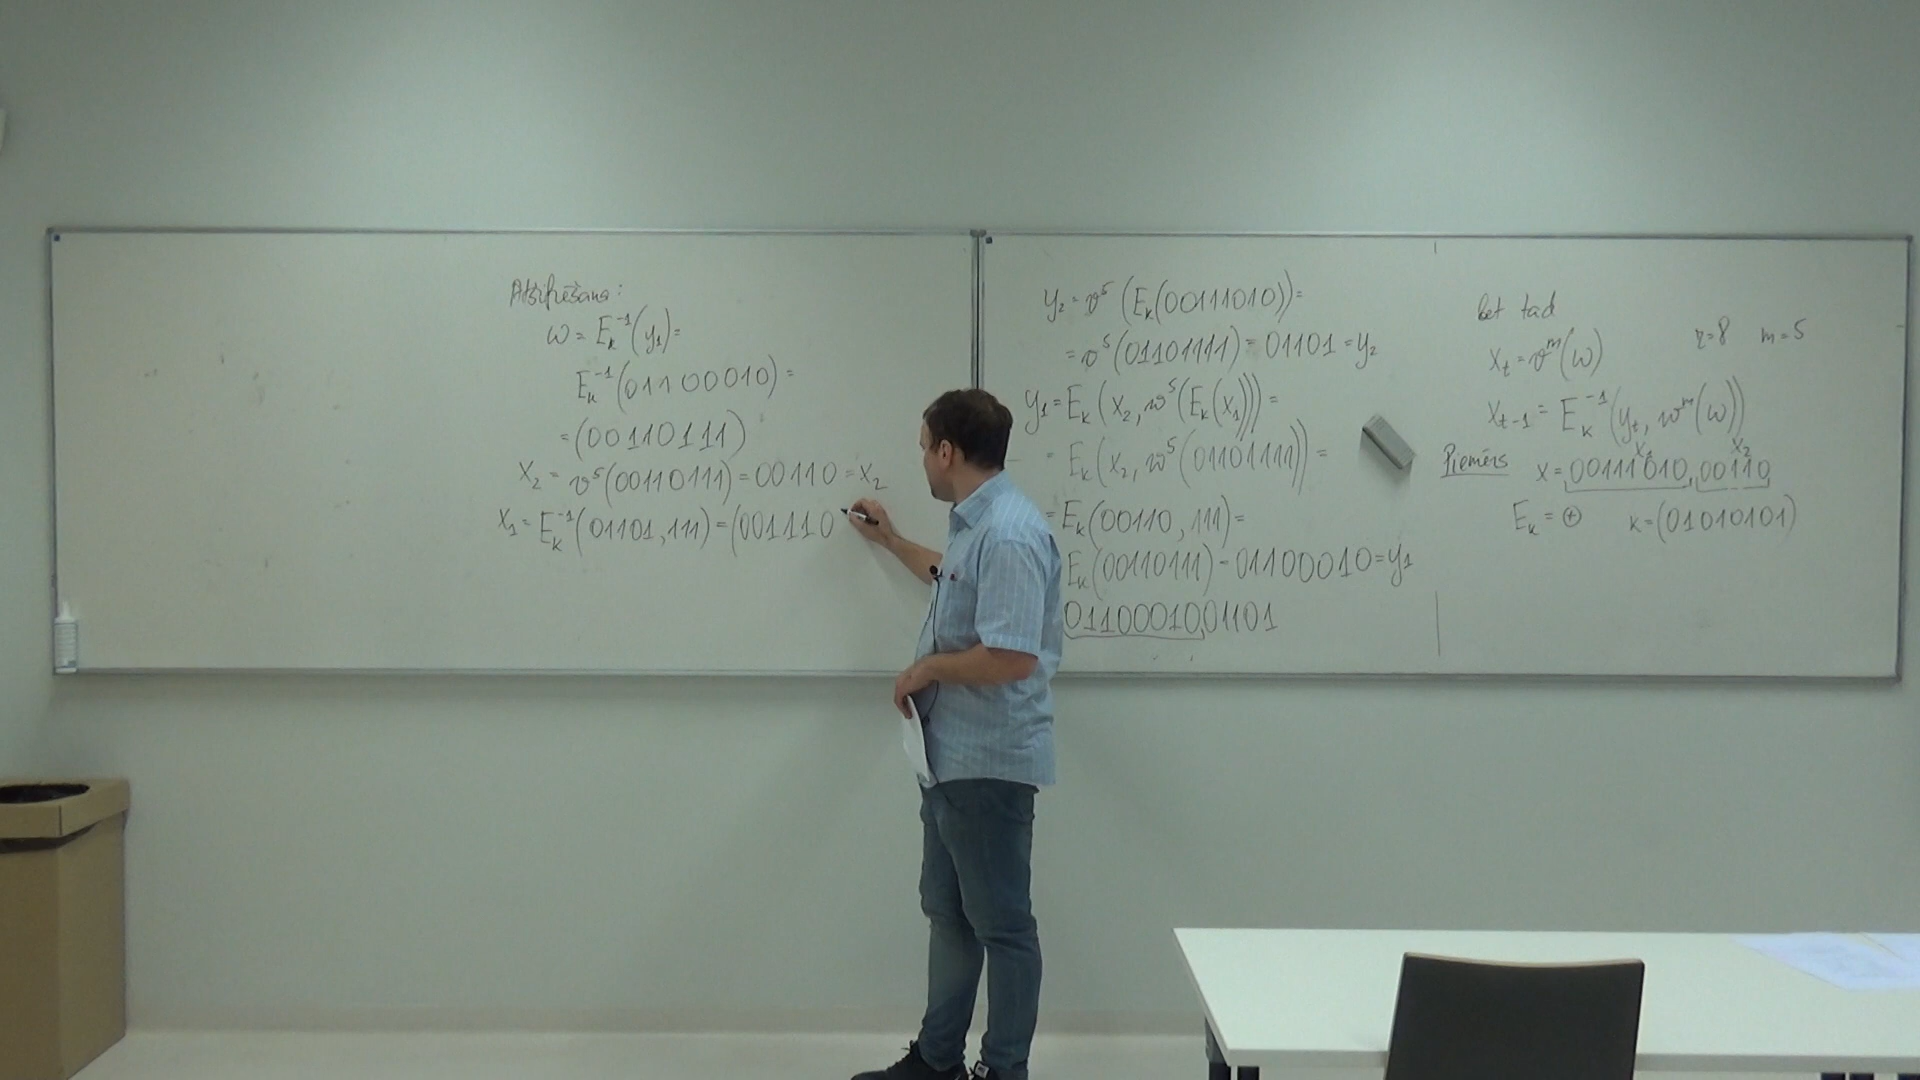 Atšifrēšana:
ω = E_k^{-1}(y_1) =
E_k^{-1}(01100010) =
= (00110111)
X_2 = v^5(00110111) = 00110 = X_2
X_1 = E_k^{-1}(01101,111) = (001110
y_2 = v^5(E_k(00111010)) =
= v^5(01101111) = 01101 = y_2
y_1 = E_k(X_2, w^5(E_k(X_1))) =
= E_k(X_2, w^5(01101111)) =
= E_k(00110,111) =
E_k(00110111) = 01100010 = y_1
01100010,01101
bet tad
X_t = v^m(ω)
r=8 m=5
X_{t-1} = E_k^{-1}(y_t, w^m(ω))
X_1 X_2
Piemērs X = 00111010,00110
E_k = ⊕ k = (01010101)